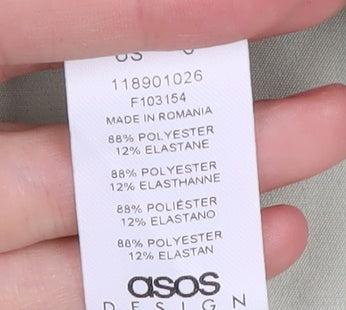 US
118901026
F103154
MADE IN ROMANIA
88% POLYESTER
12% ELASTANE
88% POLYESTER
12% ELASTHANNE
88% POLIÉSTER
12% ELASTANO
88% POLYESTER
12% ELASTAN
asos
DESIGN